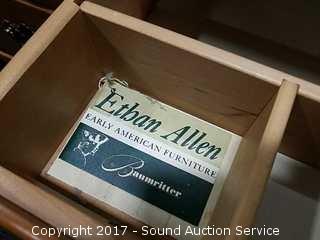 Ethan Allen
EARLY AMERICAN FURNITURE
Baumritter
Copyright © 2017 - Sound Auction Service